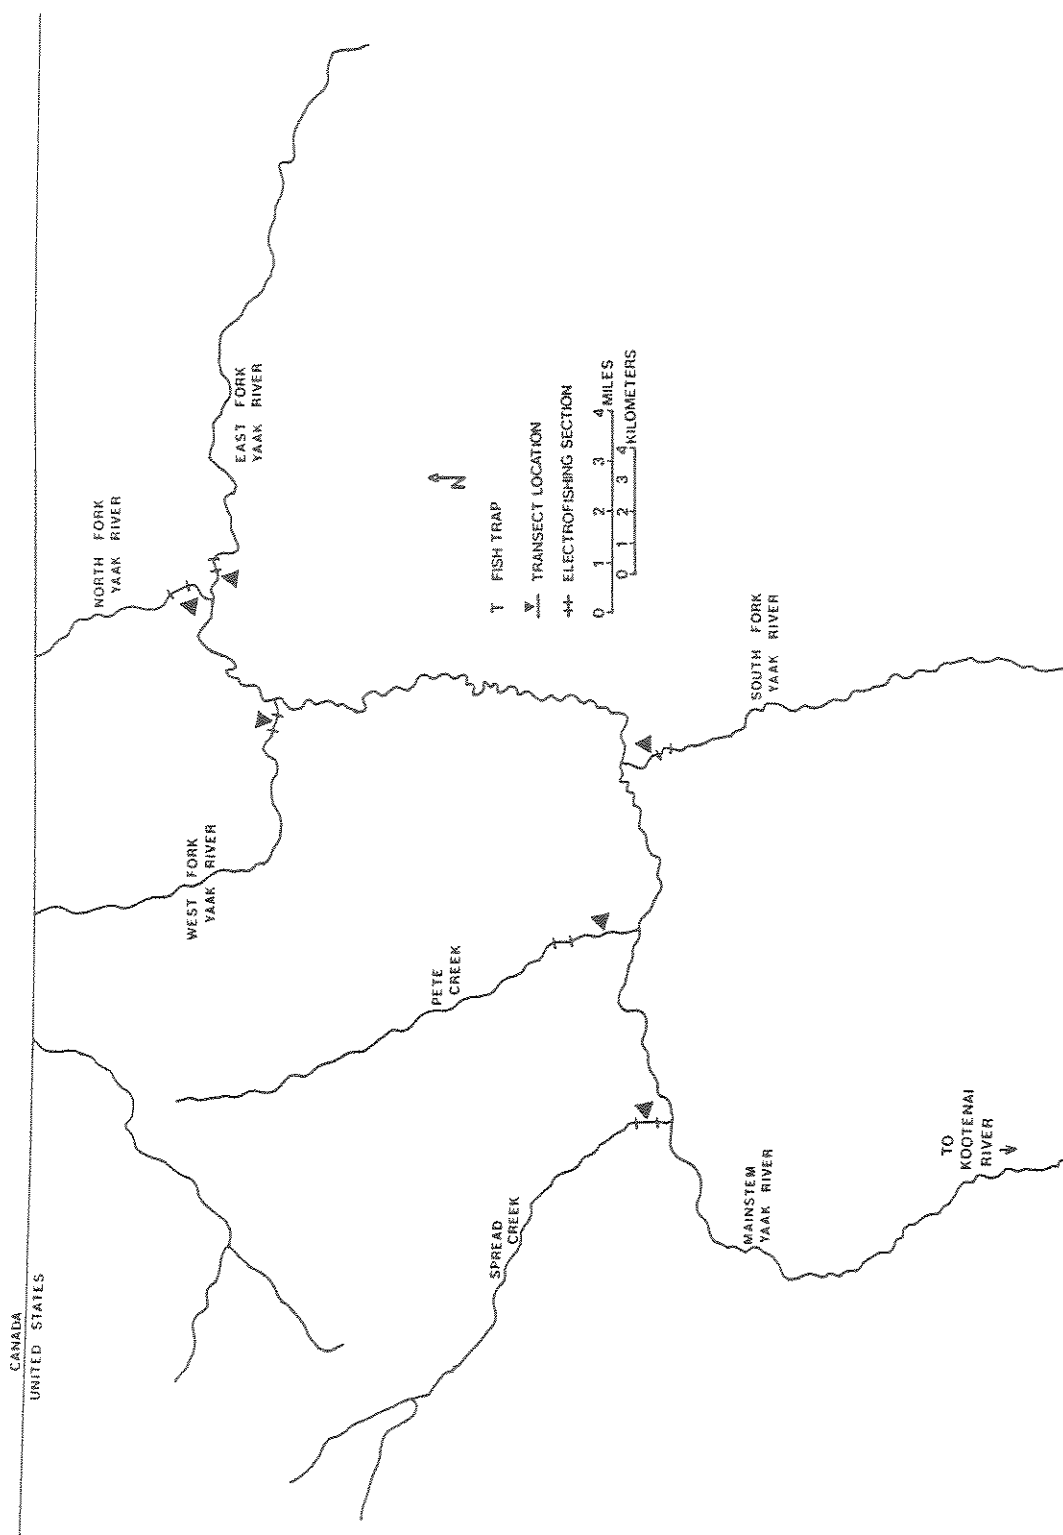 CANADA
UNITED STATES
NORTH FORK
YAAK RIVER
EAST FORK
YAAK RIVER
WEST FORK
YAAK RIVER
PETE
CREEK
SPREAD
CREEK
N
T FISH TRAP
TRANSECT LOCATION
ELECTROFISHING SECTION
0 1 2 3 4
MILES
0 1 2 3 4
KILOMETERS
SOUTH FORK
YAAK RIVER
MAINSTEM
YAAK RIVER
TO
KOOTENAI
RIVER